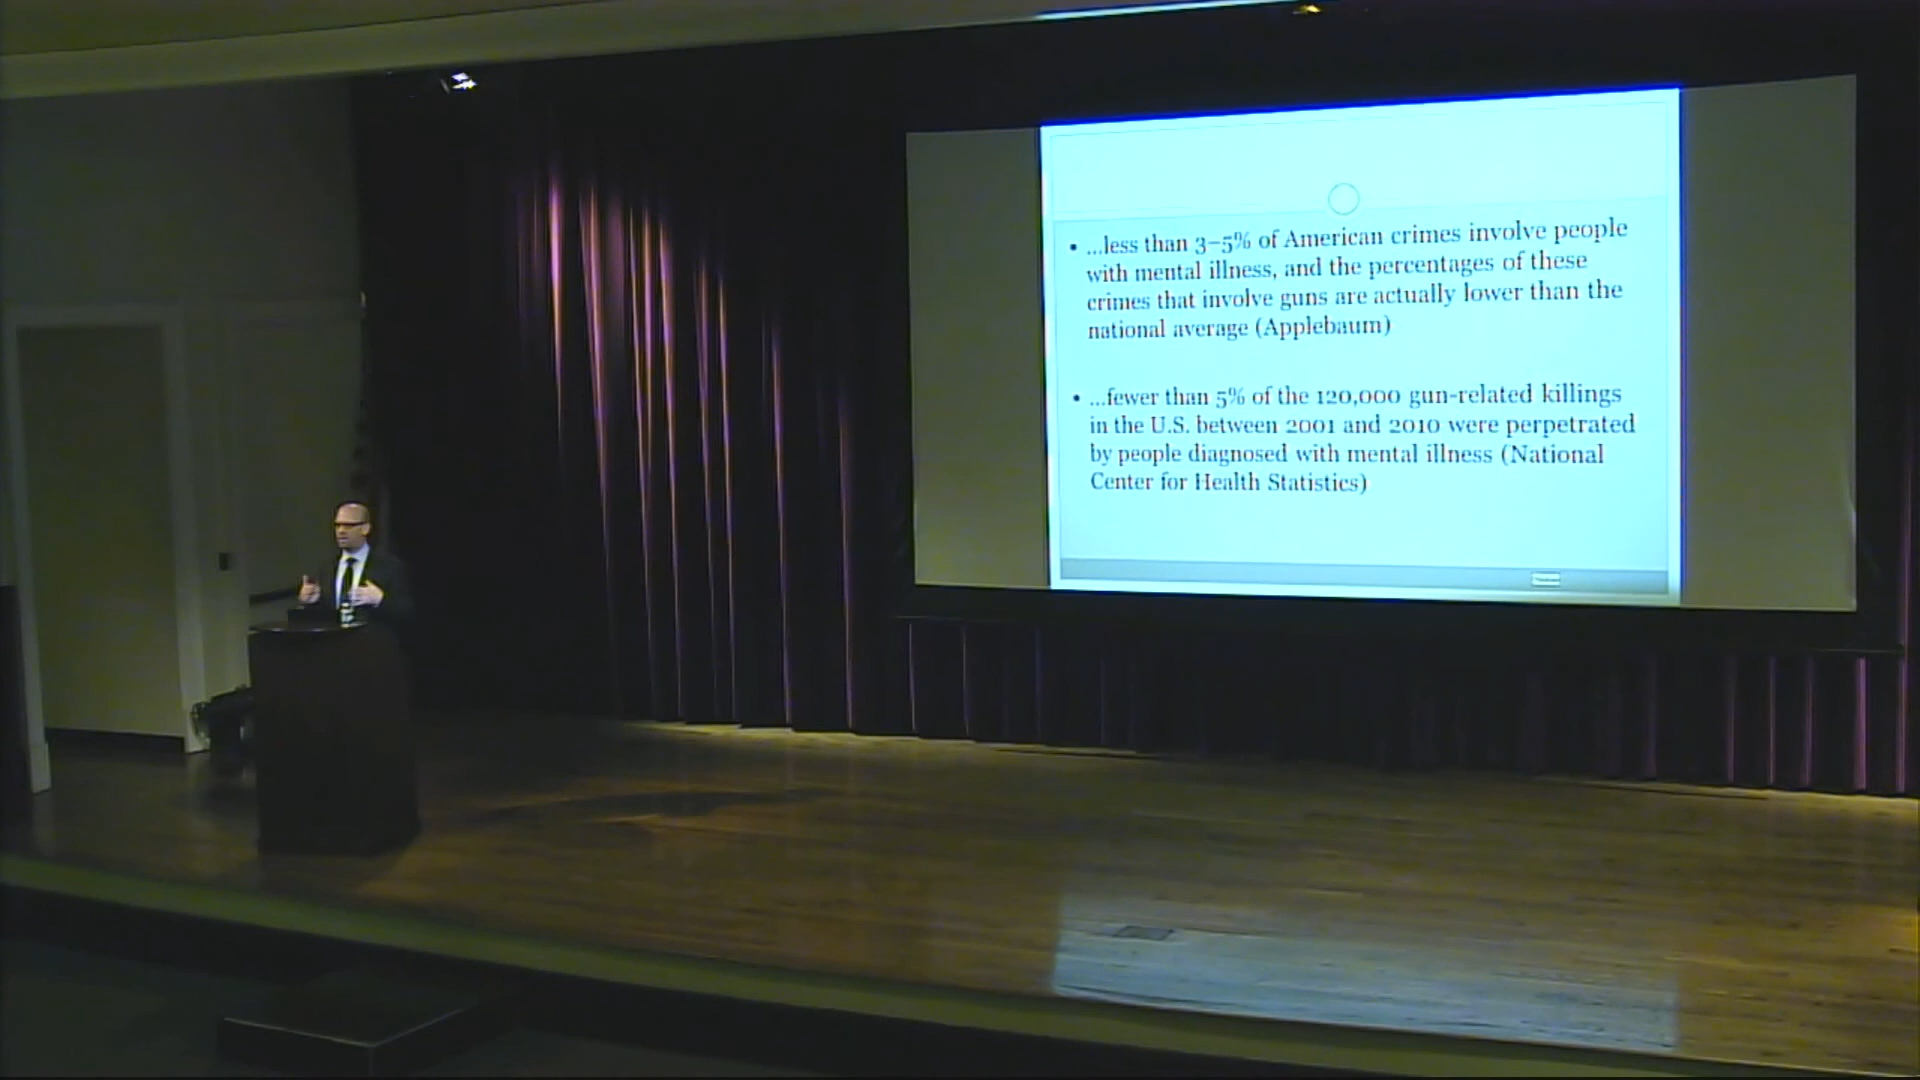 • ...less than 3–5% of American crimes involve people
with mental illness, and the percentages of these
crimes that involve guns are actually lower than the
national average (Applebaum)
• ...fewer than 5% of the 120,000 gun-related killings
in the U.S. between 2001 and 2010 were perpetrated
by people diagnosed with mental illness (National
Center for Health Statistics)